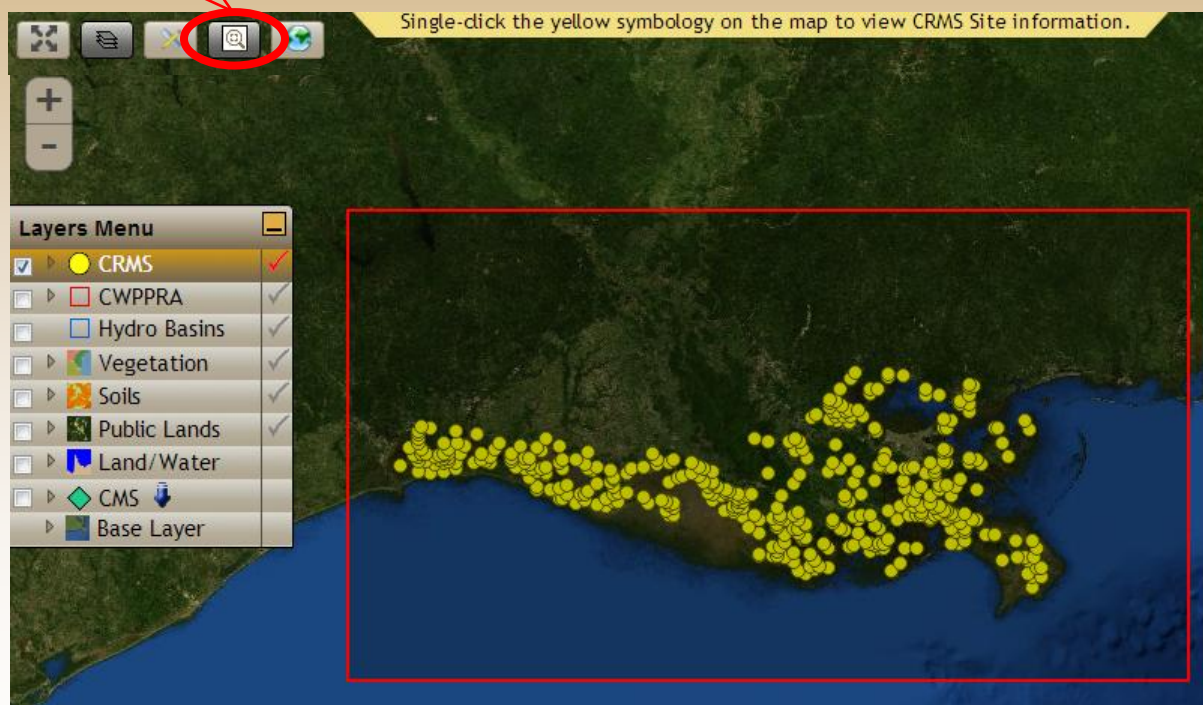 Single-click the yellow symbology on the map to view CRMS Site information.
+
-
Layers Menu
CRMS
CWPPRA
Hydro Basins
Vegetation
Soils
Public Lands
Land/Water
CMS
Base Layer